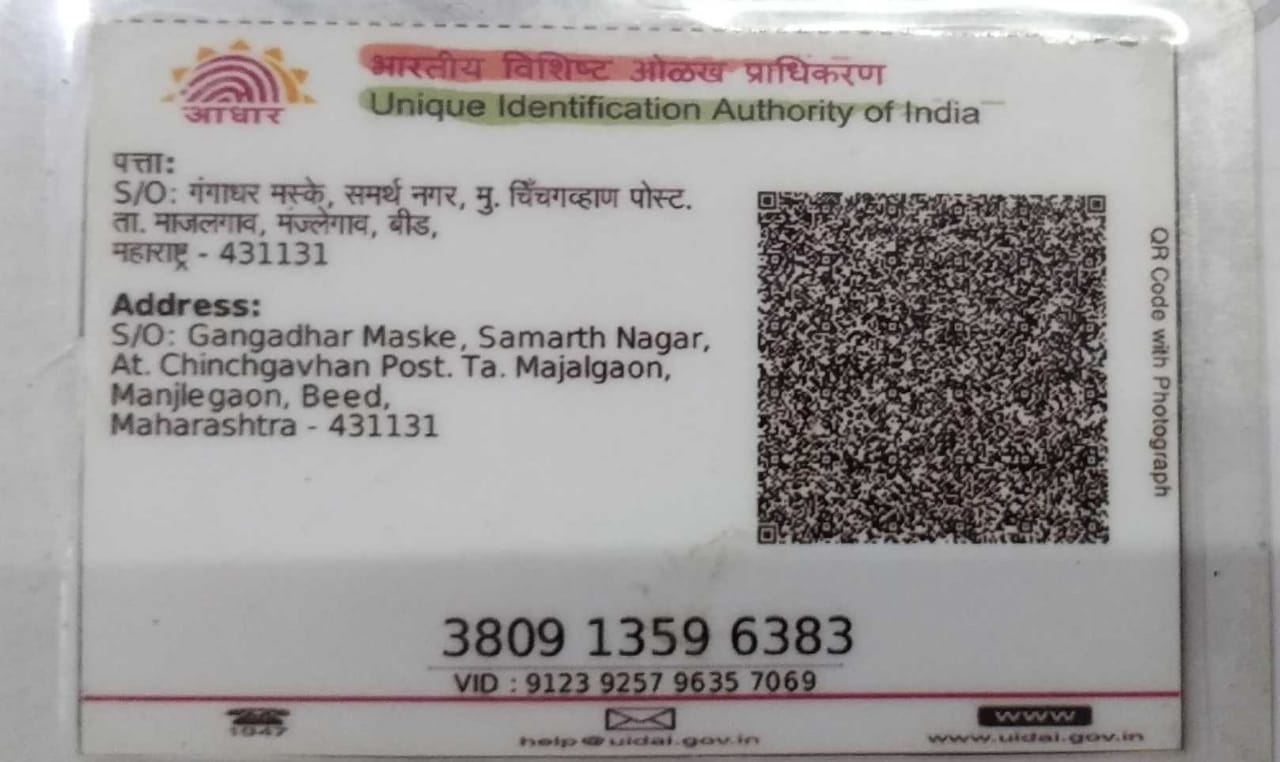 आधार
भारतीय विशिष्ट ओळख प्राधिकरण
Unique Identification Authority of India
पत्ता:
S/O: गंगाधर मस्के, समर्थ नगर, मु. चिँचगव्हाण पोस्ट.
ता. माजलगाव, मंज्लेगाव, बीड,
महाराष्ट्र - 431131
Address:
S/O: Gangadhar Maske, Samarth Nagar,
At. Chinchgavhan Post. Ta. Majalgaon,
Manjlegaon, Beed,
Maharashtra - 431131
QR Code with Photograph
3809 1359 6383
VID : 9123 9257 9635 7069
1947
help@uidai.gov.in
www
www.uidai.gov.in